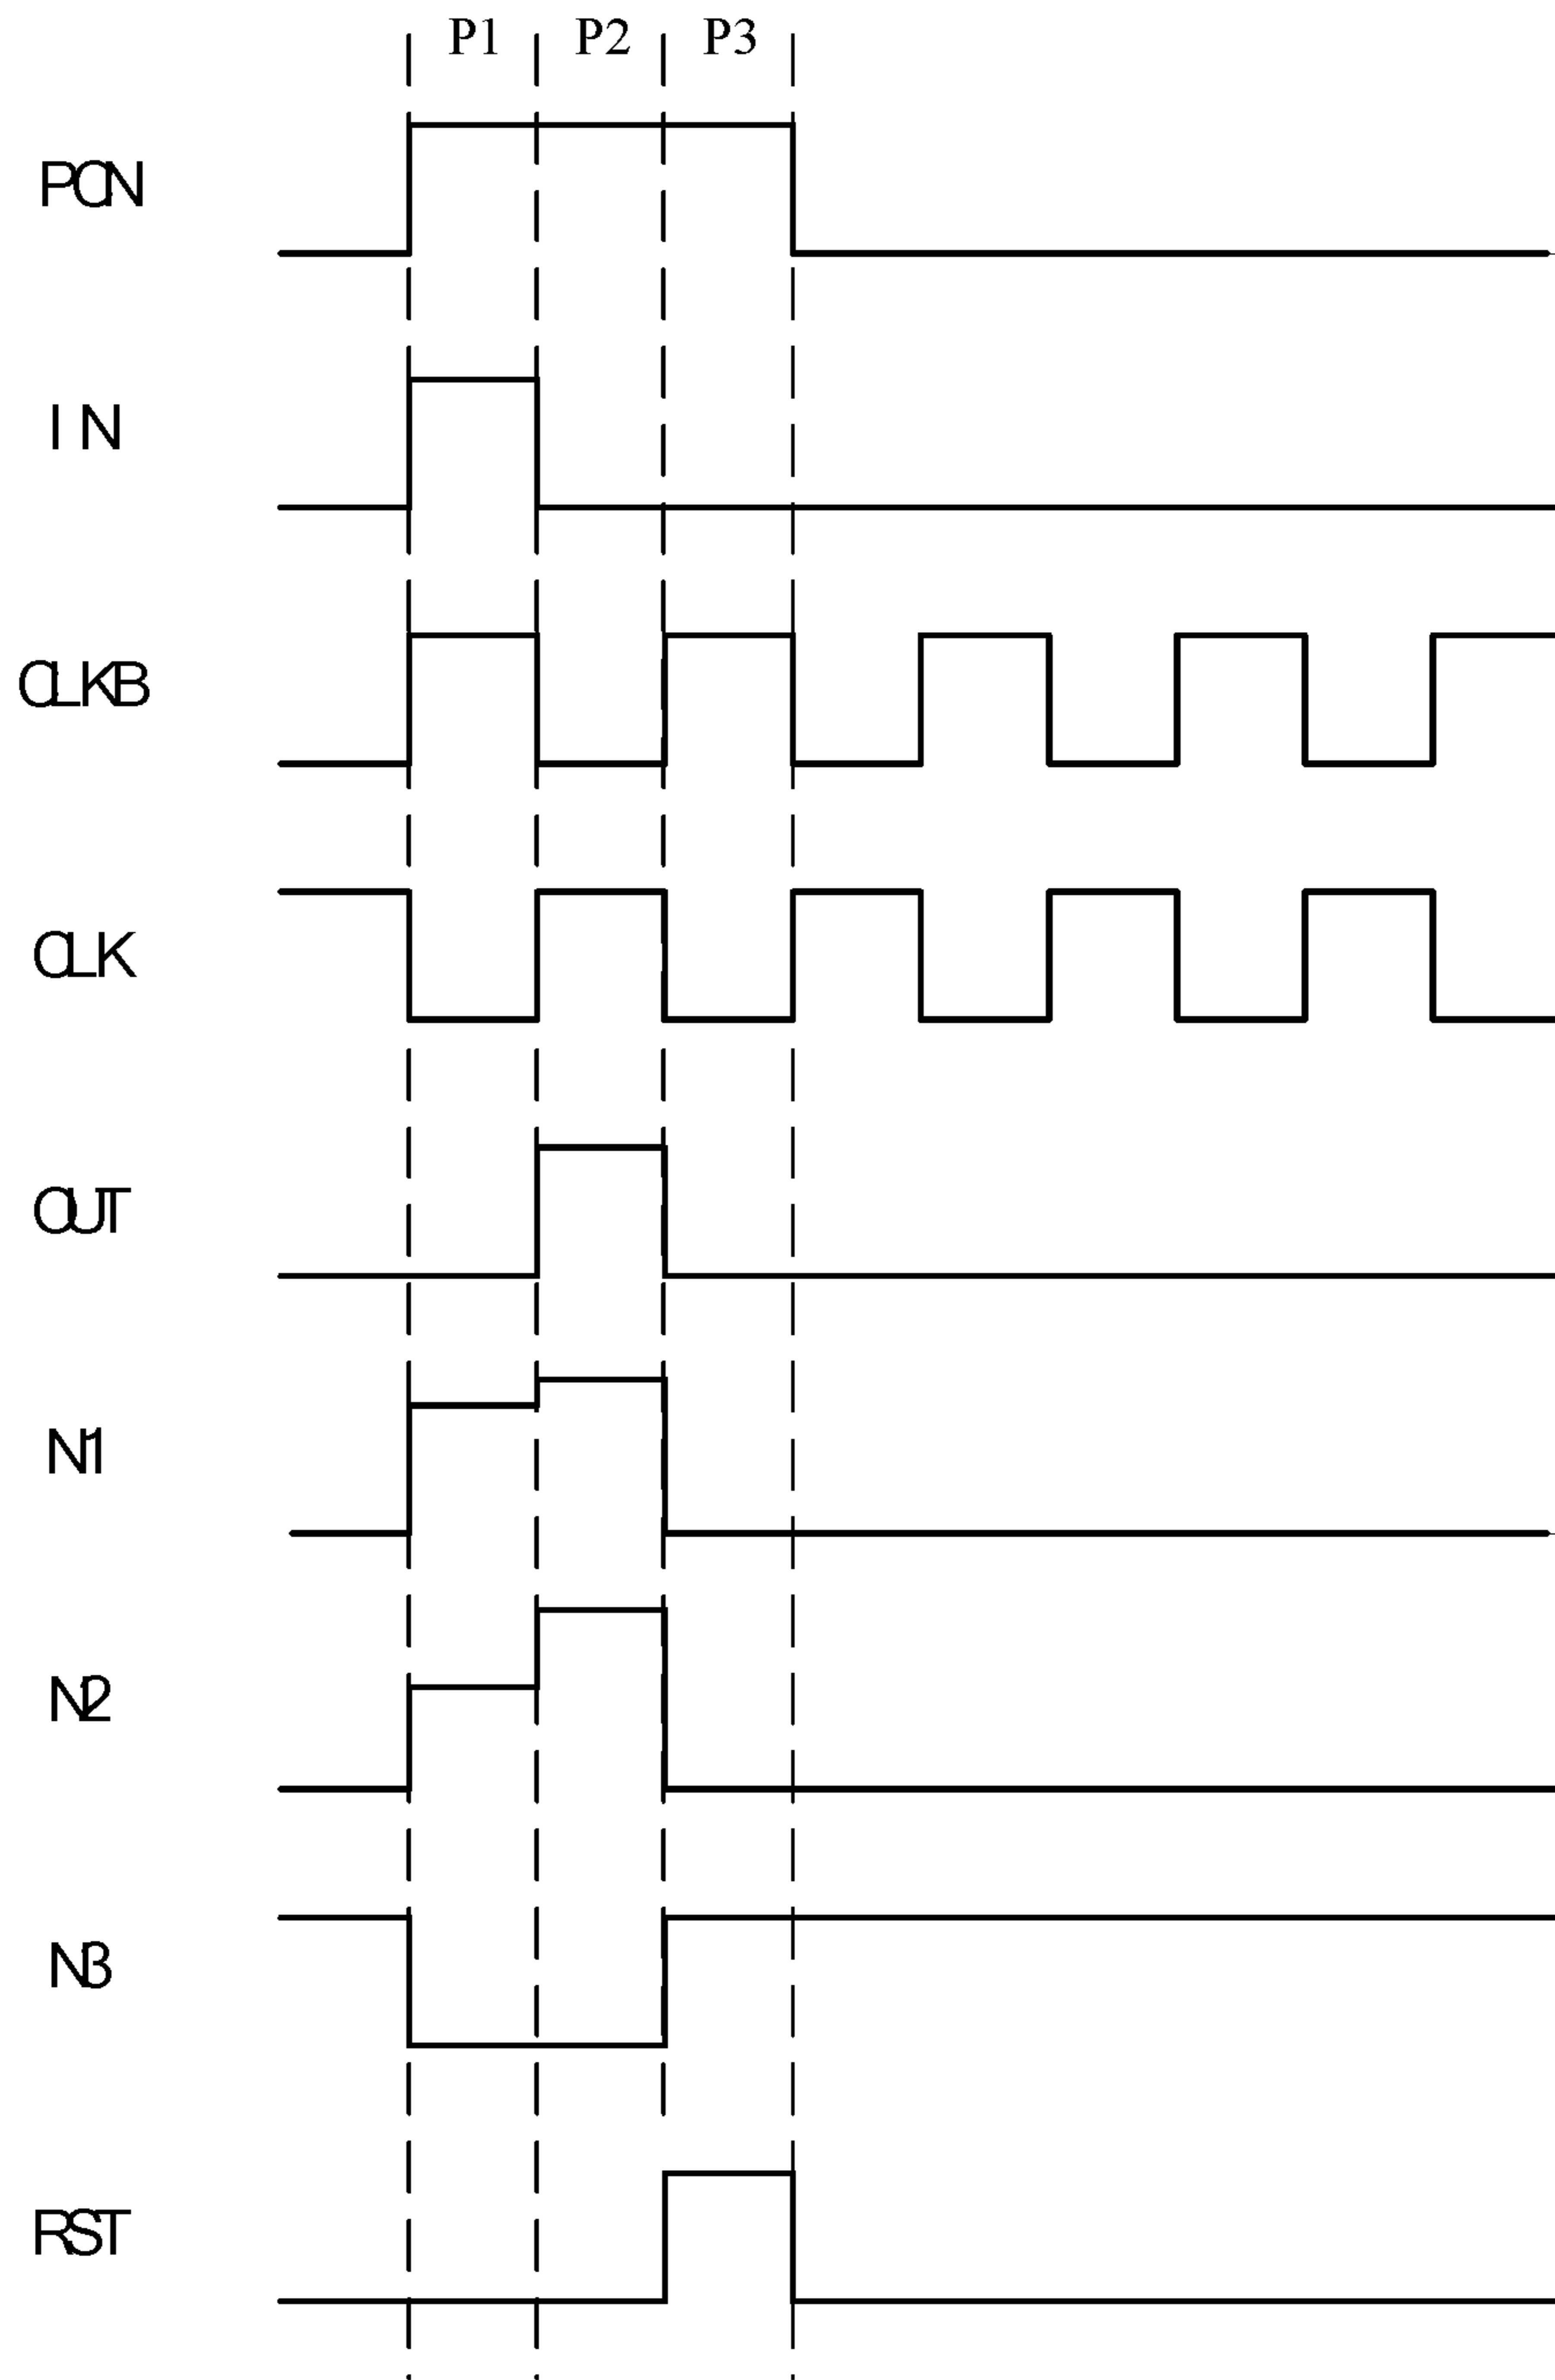 P1 P2 P3
PCN
IN
CLKB
CLK
OUT
N1
N2
N3
RST